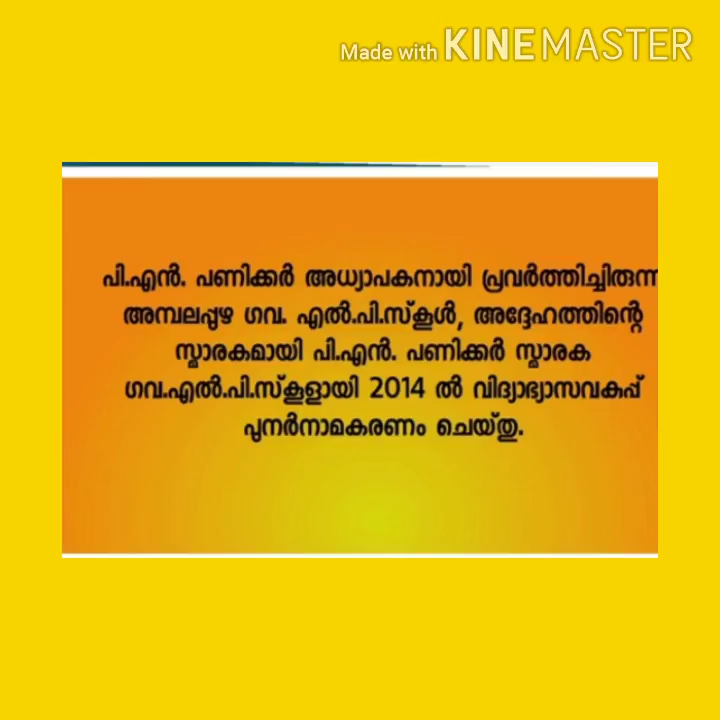 Made with KINEMASTER
പി.എൻ. പണിക്കർ അധ്യാപകനായി പ്രവർത്തിച്ചിരുന്ന
അമ്പലപ്പുഴ ഗവ. എൽ.പി.സ്കൂൾ, അദ്ദേഹത്തിന്റെ
സ്മാരകമായി പി.എൻ. പണിക്കർ സ്മാരക
ഗവ.എൽ.പി.സ്കൂളായി 2014 ൽ വിദ്യാഭ്യാസവകുപ്പ്
പുനർനാമകരണം ചെയ്തു.